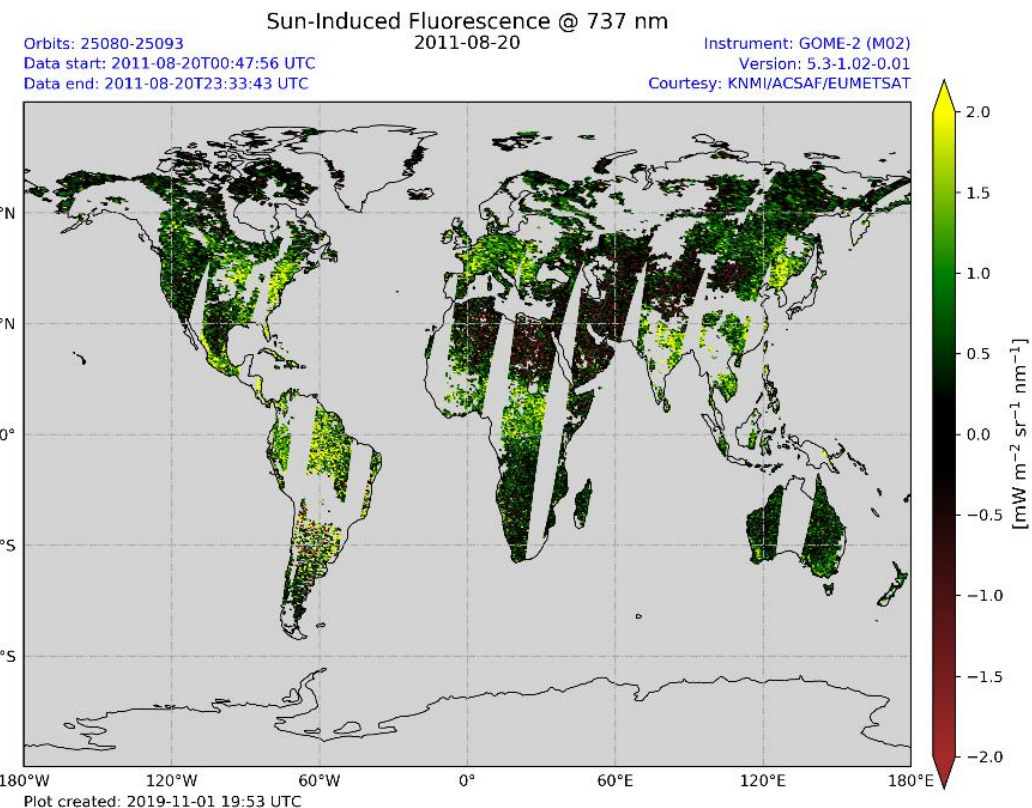 Sun-Induced Fluorescence @ 737 nm
2011-08-20
Orbits: 25080-25093
Data start: 2011-08-20T00:47:56 UTC
Data end: 2011-08-20T23:33:43 UTC
Instrument: GOME-2 (M02)
Version: 5.3-1.02-0.01
Courtesy: KNMI/ACSAF/EUMETSAT
°N
°N
0°
°S
°S
180°W 120°W 60°W 0° 60°E 120°E 180°E
2.0
1.5
1.0
0.5
0.0
−0.5
−1.0
−1.5
−2.0
[mW m⁻² sr⁻¹ nm⁻¹]
Plot created: 2019-11-01 19:53 UTC